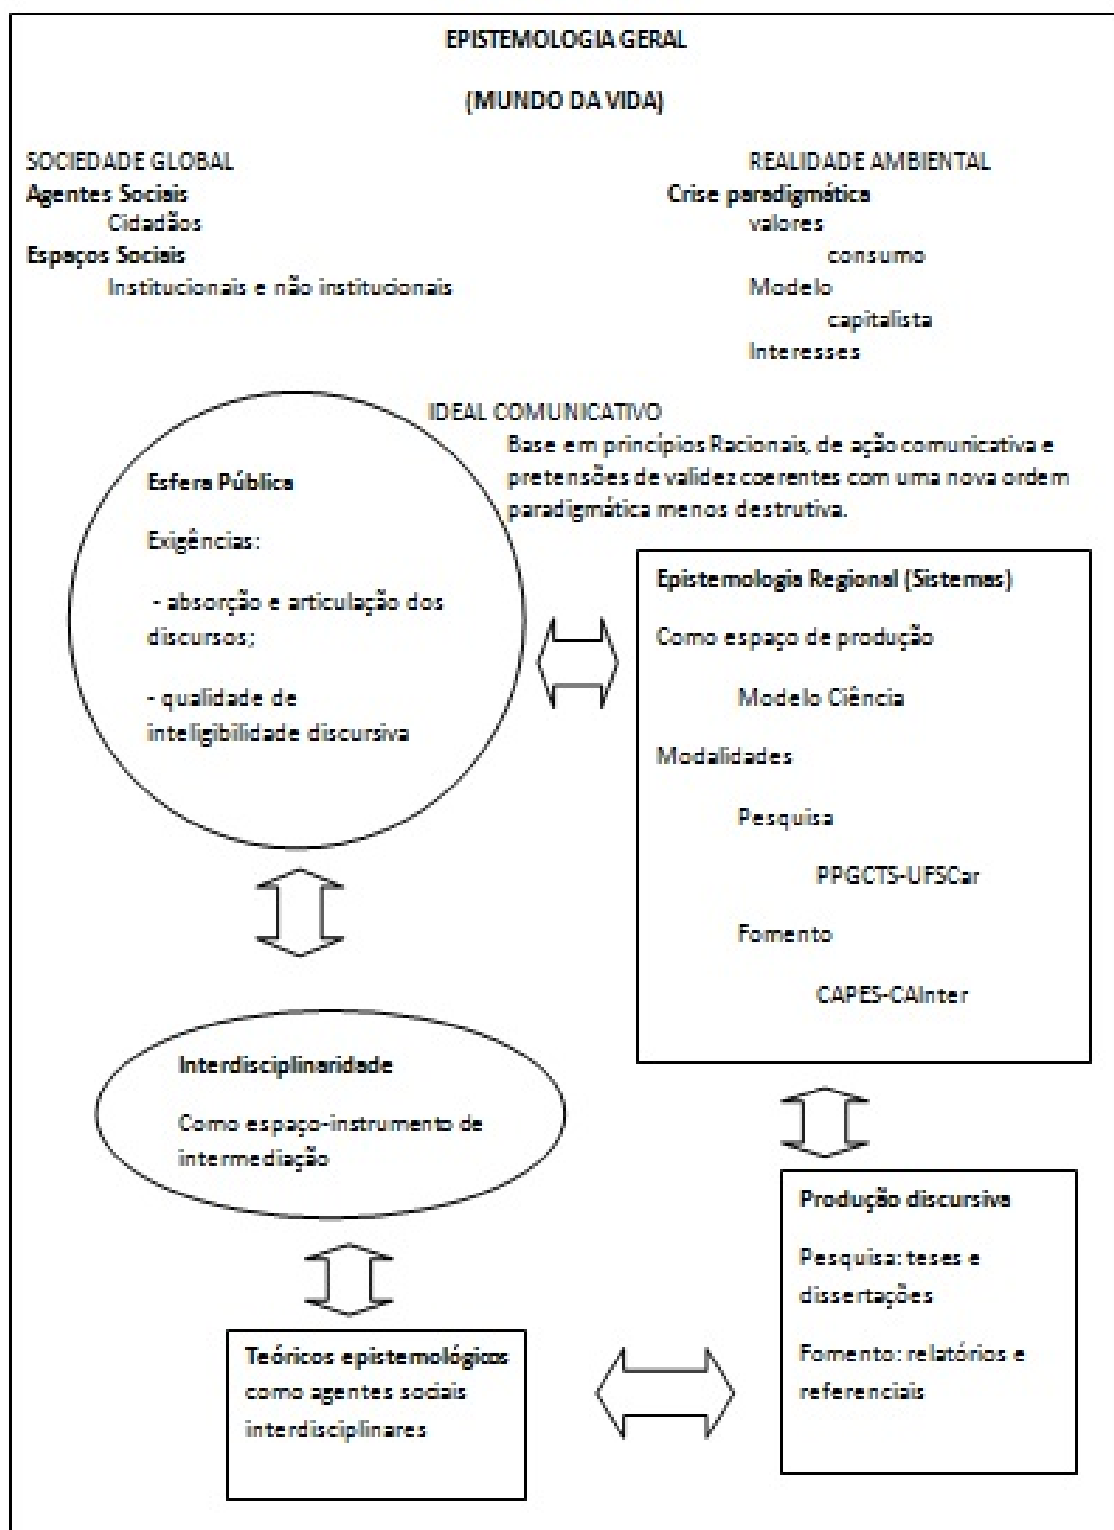 EPISTEMOLOGIA GERAL
(MUNDO DA VIDA)
SOCIEDADE GLOBAL
Agentes Sociais
Cidadãos
Espaços Sociais
Institucionais e não institucionais
REALIDADE AMBIENTAL
Crise paradigmática
valores
consumo
Modelo
capitalista
Interesses
IDEAL COMUNICATIVO
Base em princípios Racionais, de ação comunicativa e
pretensões de validez coerentes com uma nova ordem
paradigmática menos destrutiva.
Esfera Pública
Exigências:
- absorção e articulação dos
discursos;
- qualidade de
inteligibilidade discursiva
Epistemologia Regional (Sistemas)
Como espaço de produção
Modelo Ciência
Modalidades
Pesquisa
PPGCTS-UFSCar
Fomento
CAPES-CAInter
Interdisciplinaridade
Como espaço-instrumento de
intermediação
Produção discursiva
Pesquisa: teses e
dissertações
Fomento: relatórios e
referenciais
Teóricos epistemológicos
como agentes sociais
interdisciplinares